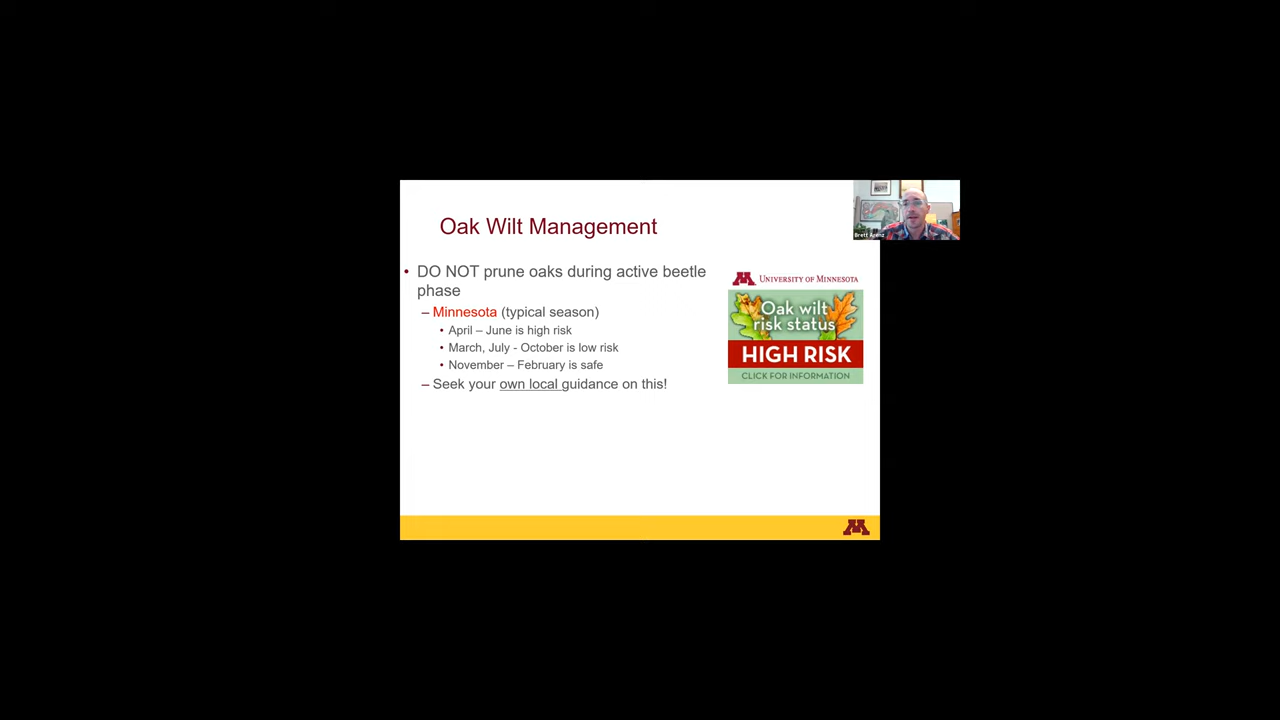 Oak Wilt Management
• DO NOT prune oaks during active beetle
phase
– Minnesota (typical season)
• April – June is high risk
• March, July - October is low risk
• November – February is safe
– Seek your own local guidance on this!
M UNIVERSITY OF MINNESOTA
Oak wilt
risk status
HIGH RISK
CLICK FOR INFORMATION
Brett Arenz
M